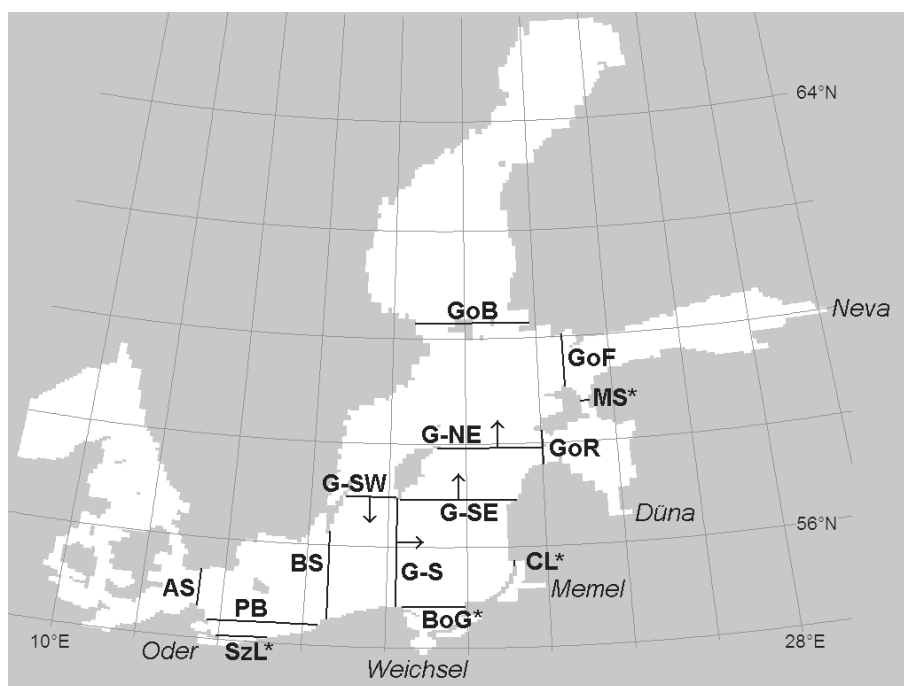 64°N
GoB
Neva
GoF
MS*
G-NE
GoR
G-SW
G-SE
Düna
56°N
BS
G-S
CL*
AS
Memel
PB
BoG*
10°E
Oder
SzL*
Weichsel
28°E